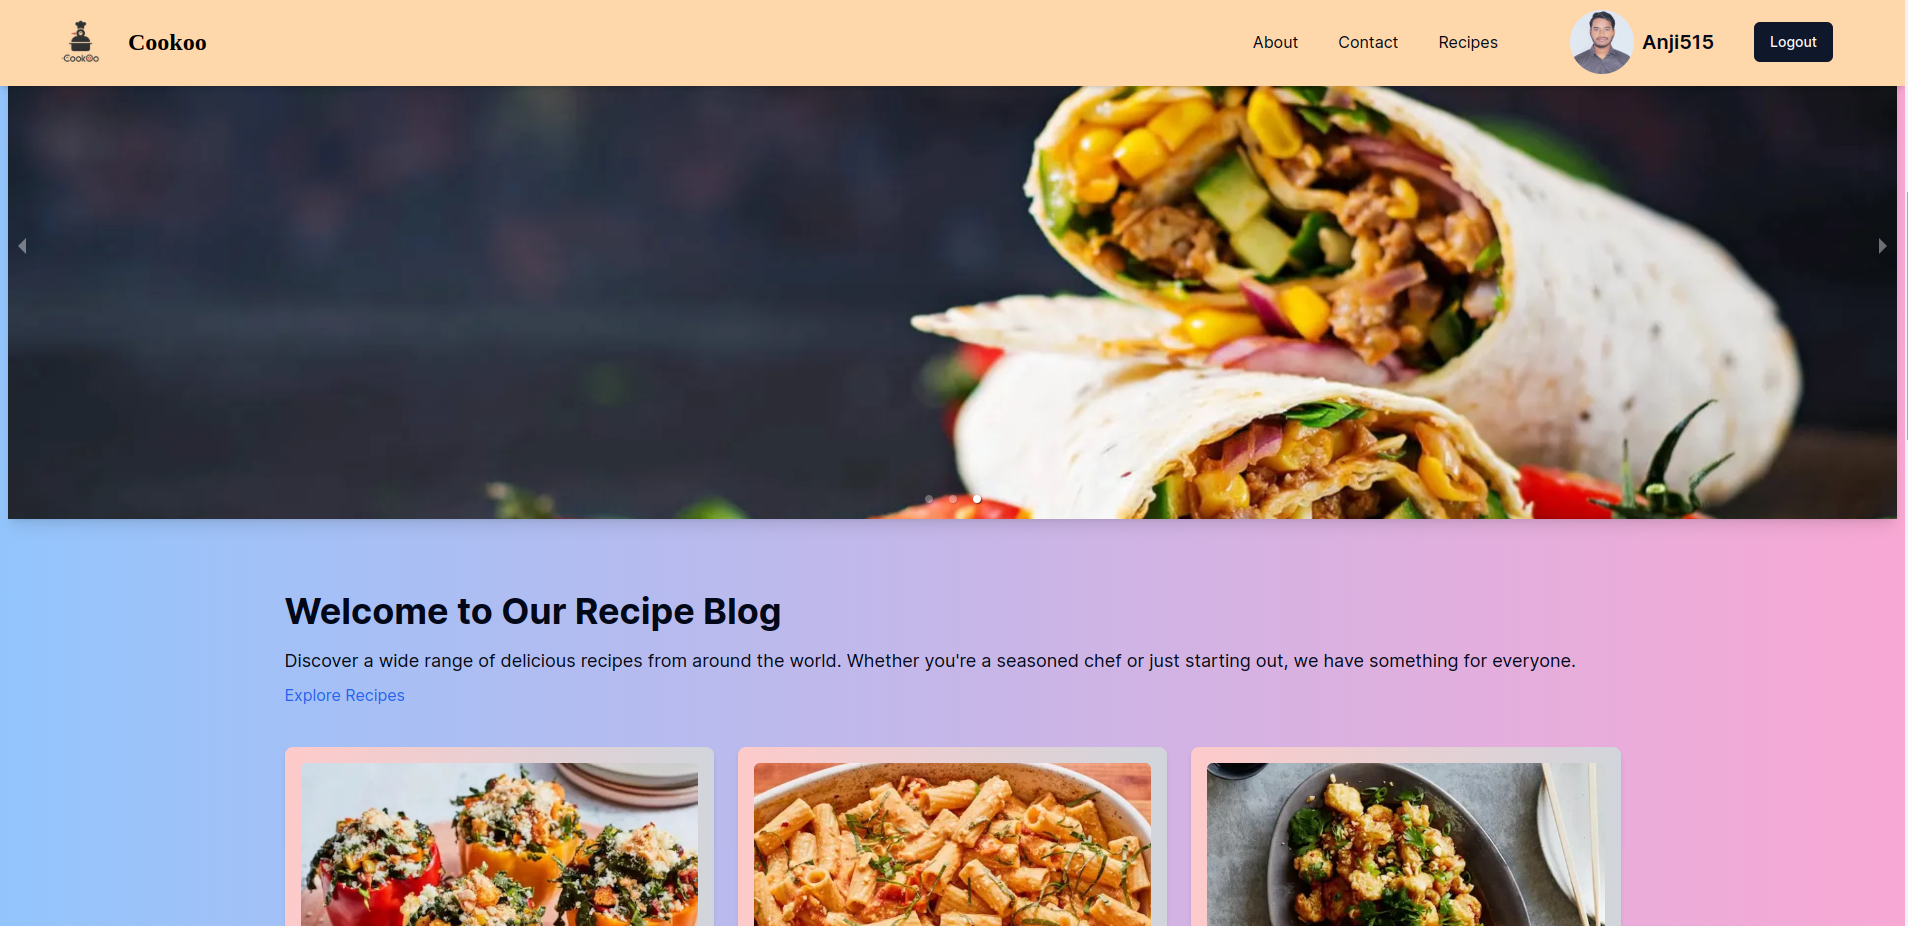 CookOo
Cookoo
About
Contact
Recipes
Anji515
Logout
Welcome to Our Recipe Blog
Discover a wide range of delicious recipes from around the world. Whether you're a seasoned chef or just starting out, we have something for everyone.
Explore Recipes